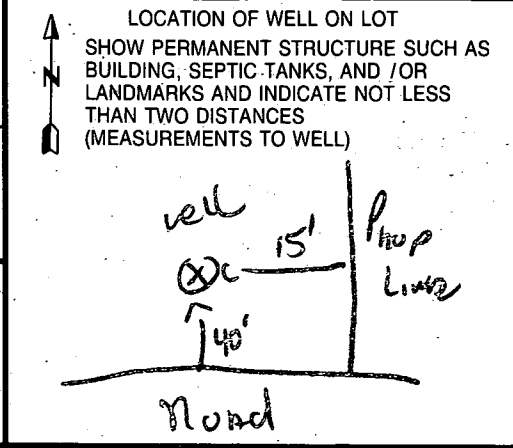 LOCATION OF WELL ON LOT
SHOW PERMANENT STRUCTURE SUCH AS
BUILDING, SEPTIC TANKS, AND /OR
LANDMARKS AND INDICATE NOT LESS
THAN TWO DISTANCES
(MEASUREMENTS TO WELL)
N
well
15'
Prop
Line
40'
Road